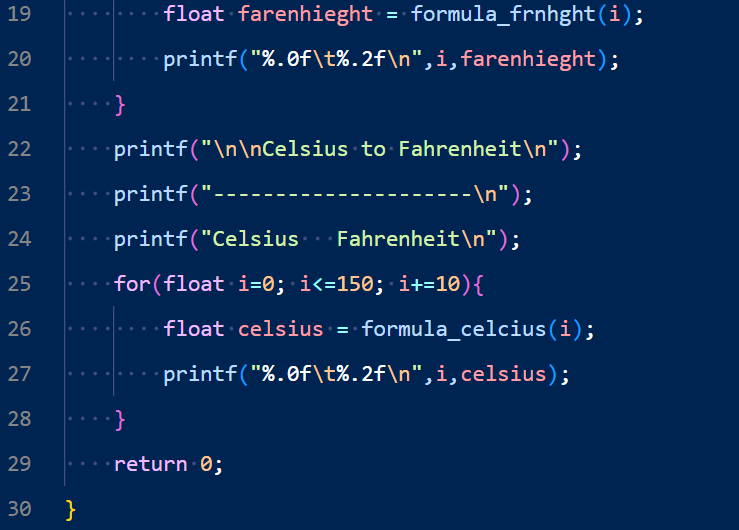 19 float farenhieght = formula_frnhght(i);
20 printf("%.0f\t%.2f\n",i,farenhieght);
21 }
22 printf("\n\nCelsius to Fahrenheit\n");
23 printf("---------------------\n");
24 printf("Celsius   Fahrenheit\n");
25 for(float i=0; i<=150; i+=10){
26 float celsius = formula_celcius(i);
27 printf("%.0f\t%.2f\n",i,celsius);
28 }
29 return 0;
30 }